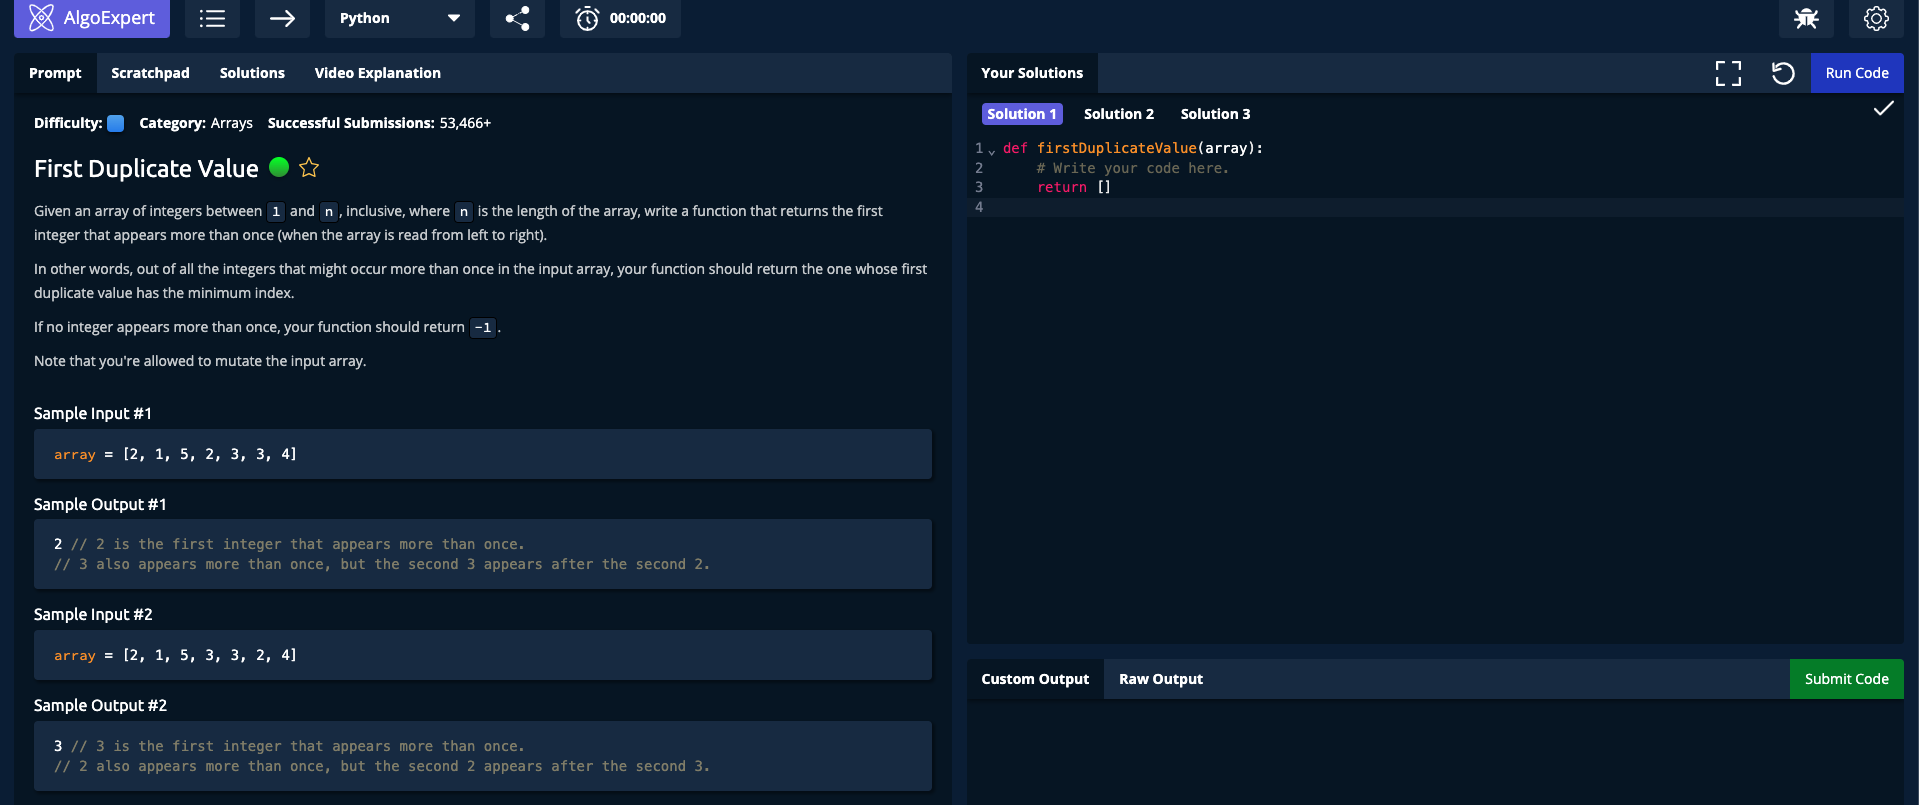 AlgoExpert
Python
00:00:00
Prompt Scratchpad Solutions Video Explanation
Difficulty: Category: Arrays Successful Submissions: 53,466+
First Duplicate Value
Given an array of integers between 1 and n, inclusive, where n is the length of the array, write a function that returns the first
integer that appears more than once (when the array is read from left to right).
In other words, out of all the integers that might occur more than once in the input array, your function should return the one whose first
duplicate value has the minimum index.
If no integer appears more than once, your function should return -1.
Note that you're allowed to mutate the input array.
Sample Input #1
array = [2, 1, 5, 2, 3, 3, 4]
Sample Output #1
2 // 2 is the first integer that appears more than once.
// 3 also appears more than once, but the second 3 appears after the second 2.
Sample Input #2
array = [2, 1, 5, 3, 3, 2, 4]
Sample Output #2
3 // 3 is the first integer that appears more than once.
// 2 also appears more than once, but the second 2 appears after the second 3.
Your Solutions
Run Code
Solution 1 Solution 2 Solution 3
1 def firstDuplicateValue(array):
2 # Write your code here.
3 return []
4
Custom Output Raw Output
Submit Code